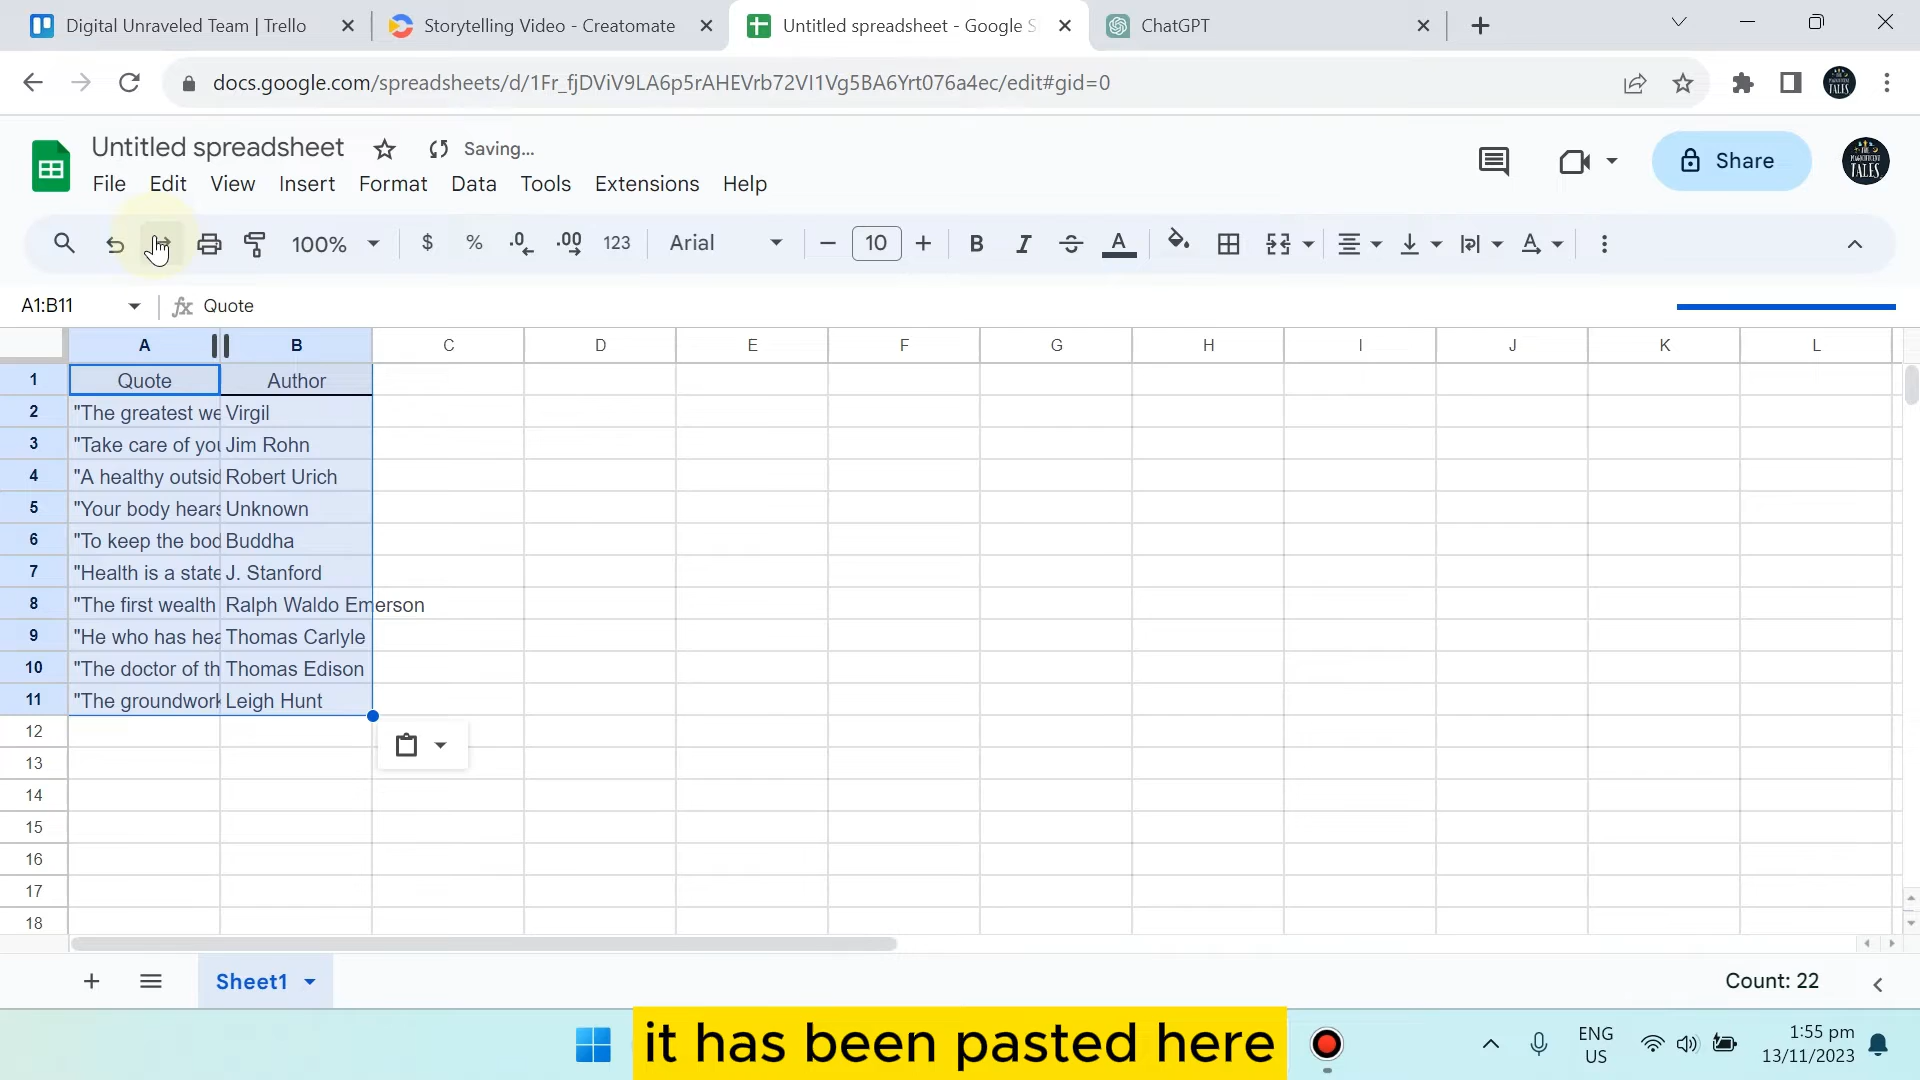 Digital Unraveled Team | Trello
Storytelling Video - Creatomate
Untitled spreadsheet - Google S
ChatGPT
docs.google.com/spreadsheets/d/1Fr_fjDViV9LA6p5rAHEVrb72VI1Vg5BA6Yrt076a4ec/edit#gid=0
Untitled spreadsheet Saving...
File Edit View Insert Format Data Tools Extensions Help
Share
THE MAGNIFICENT TALES
100% $ % .0 .00 123 Arial 10 B I S A A
A1:B11 fx Quote
A B C D E F G H I J K L
1 Quote Author
2 "The greatest we Virgil
3 "Take care of you Jim Rohn
4 "A healthy outsid Robert Urich
5 "Your body hears Unknown
6 "To keep the bod Buddha
7 "Health is a state J. Stanford
8 "The first wealth Ralph Waldo Emerson
9 "He who has hea Thomas Carlyle
10 "The doctor of th Thomas Edison
11 "The groundwork Leigh Hunt
12
13
14
15
16
17
18
Sheet1
Count: 22
it has been pasted here
ENG
US
1:55 pm
13/11/2023